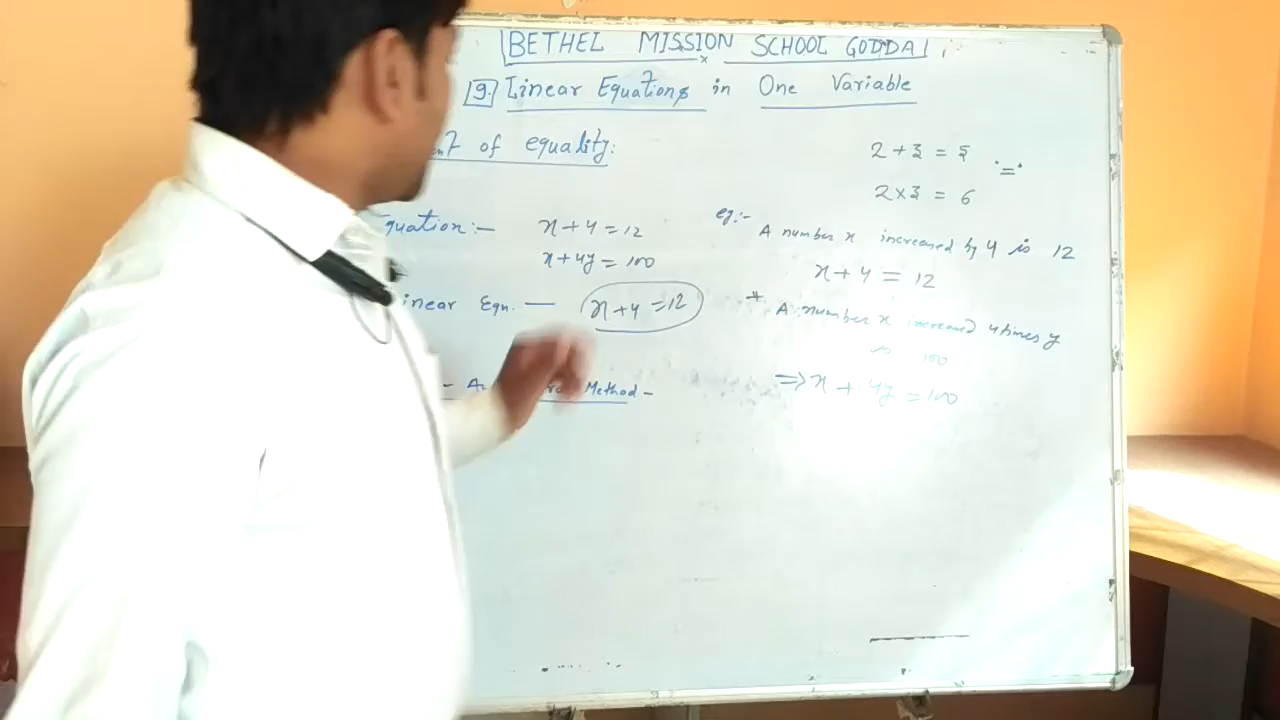 BETHEL MISSION SCHOOL GODDA
9. Linear Equations in One Variable
of equality:
2 + 3 = 5
"="
2 x 3 = 6
quation:- x + 4 = 12
x + 4y = 100
inear Eqn. — x + 4 = 12
Method -
eg:- A number x increased by 4 is 12
x + 4 = 12
* A number x increased 4 times y
is 100
⇒ x + 4y = 100